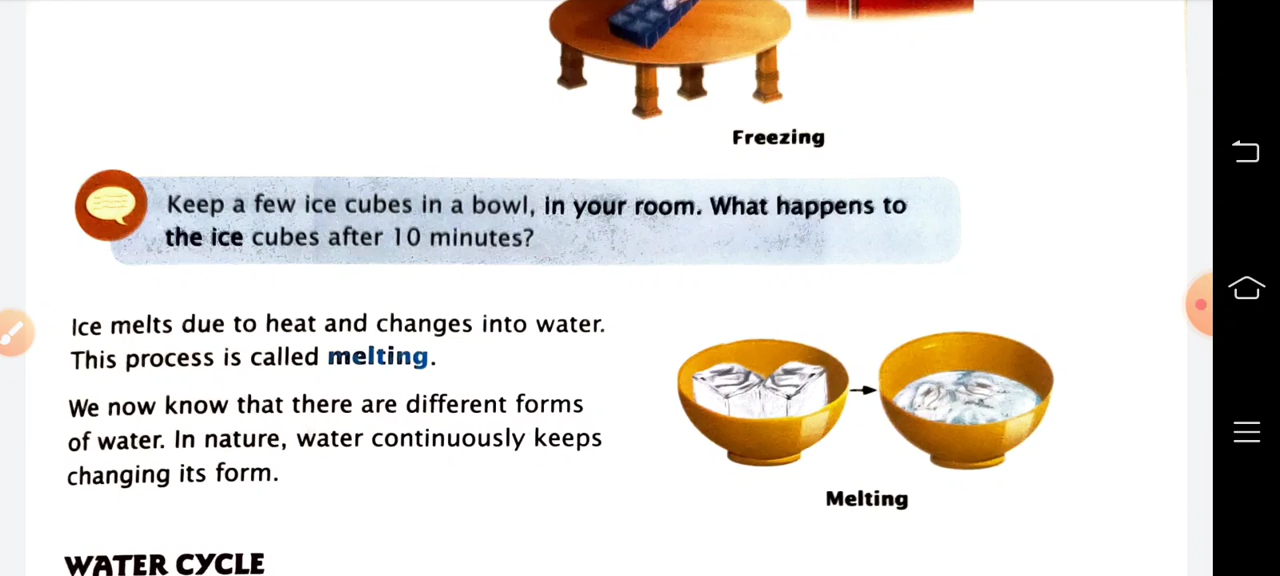 Freezing
Keep a few ice cubes in a bowl, in your room. What happens to
the ice cubes after 10 minutes?
Ice melts due to heat and changes into water.
This process is called melting.
We now know that there are different forms
of water. In nature, water continuously keeps
changing its form.
Melting
WATER CYCLE